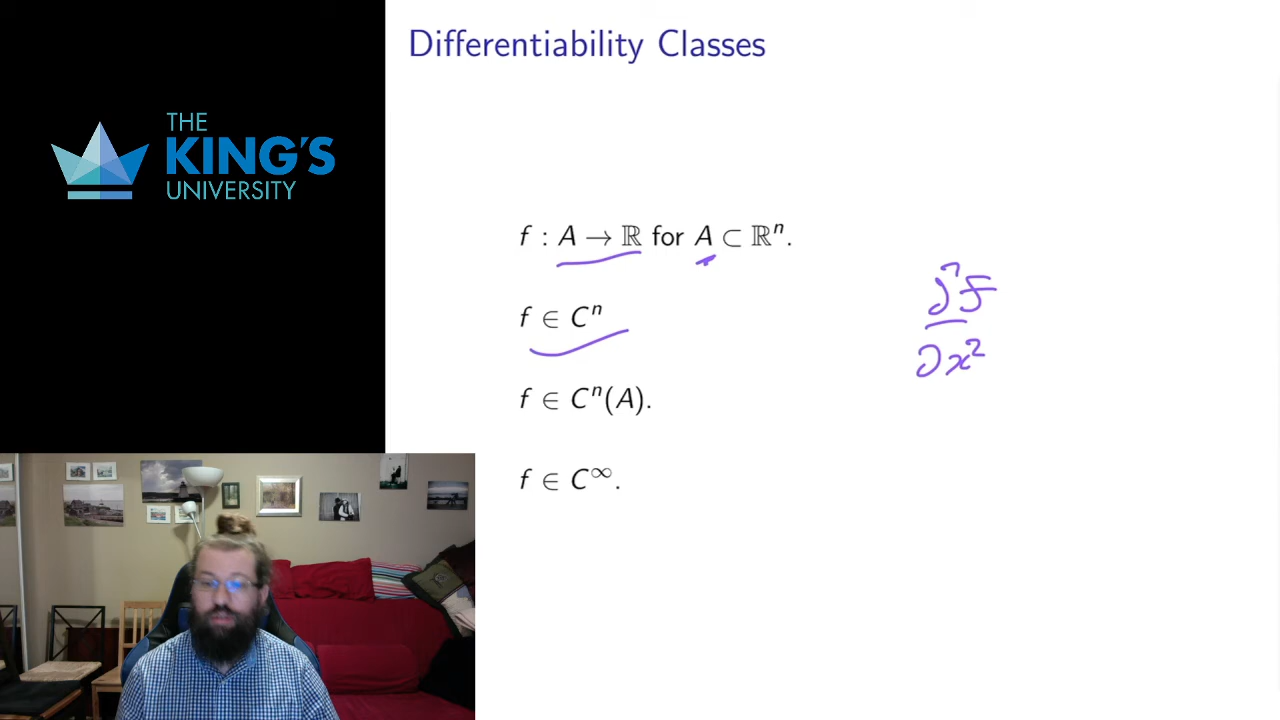 Differentiability Classes
THE
KING'S
UNIVERSITY
f : A → ℝ for A ⊂ ℝⁿ.
f ∈ Cⁿ
f ∈ Cⁿ(A).
f ∈ C^∞.
∂²f
∂x²